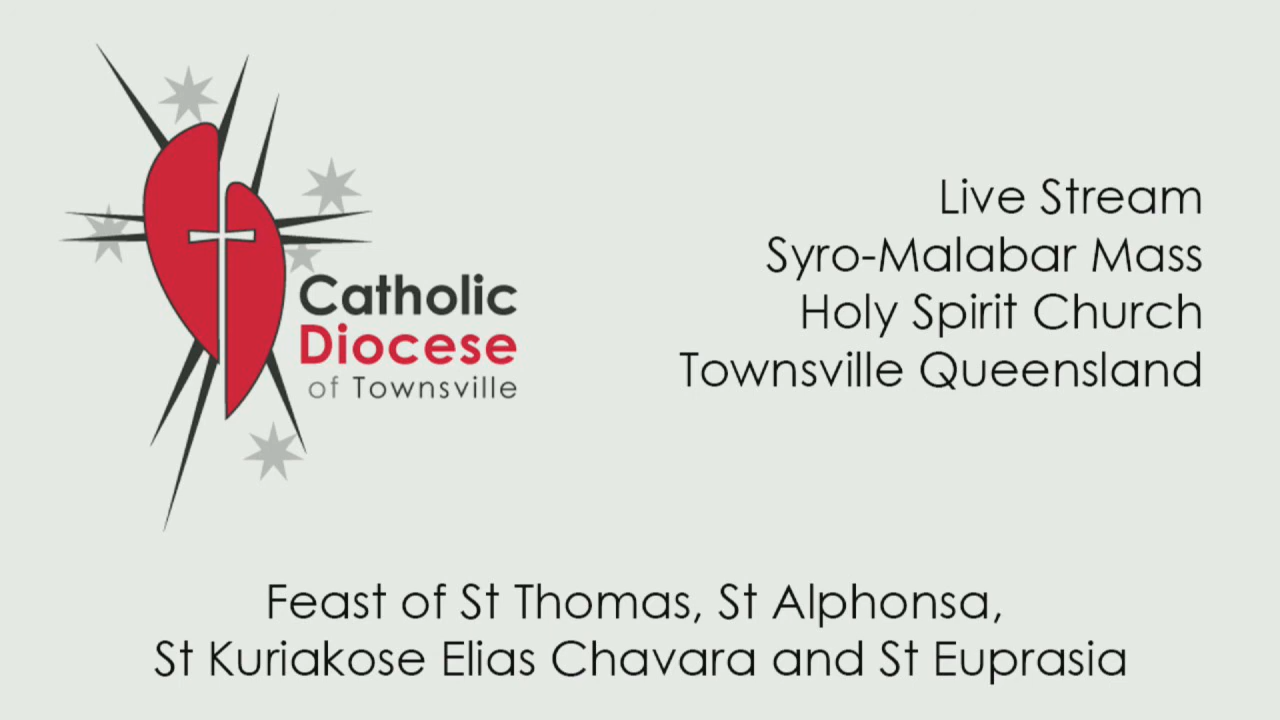 Catholic
Diocese
of Townsville
Live Stream
Syro-Malabar Mass
Holy Spirit Church
Townsville Queensland
Feast of St Thomas, St Alphonsa,
St Kuriakose Elias Chavara and St Euprasia